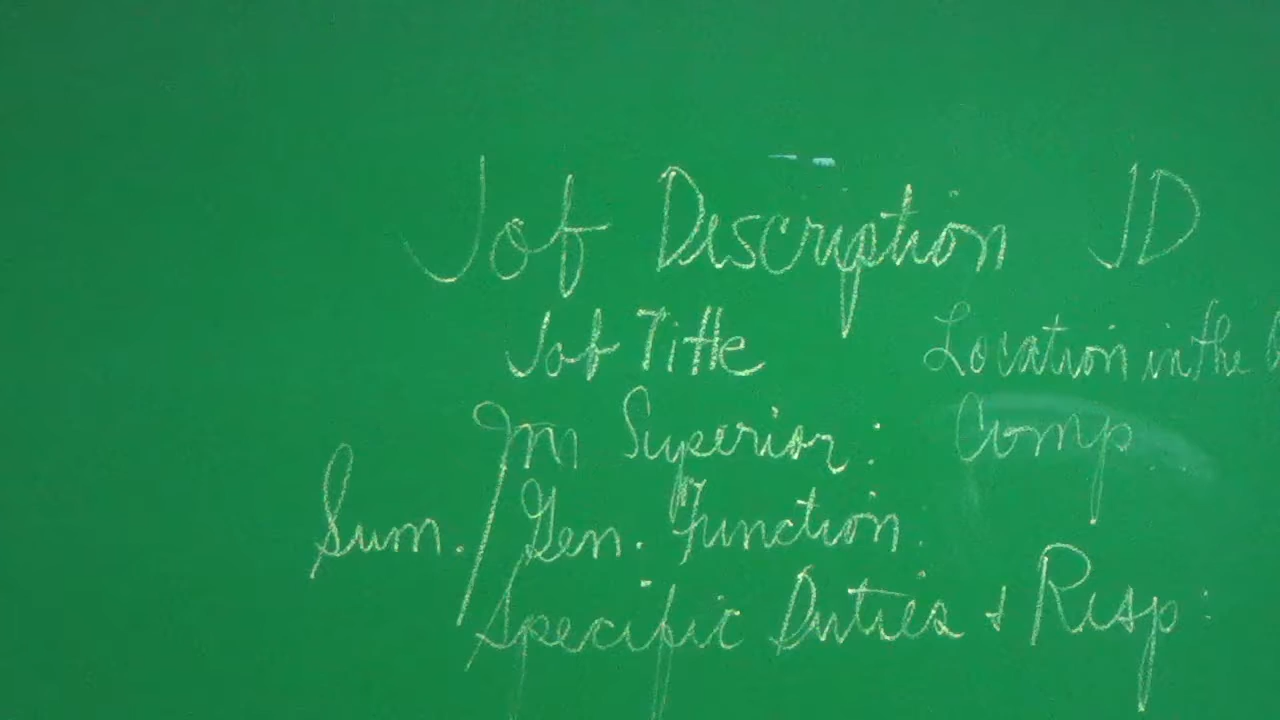 Job Description JD
Job Title Location in the
Im Superior: Comp
Sum. / Gen. Function.
Specific Duties & Resp: